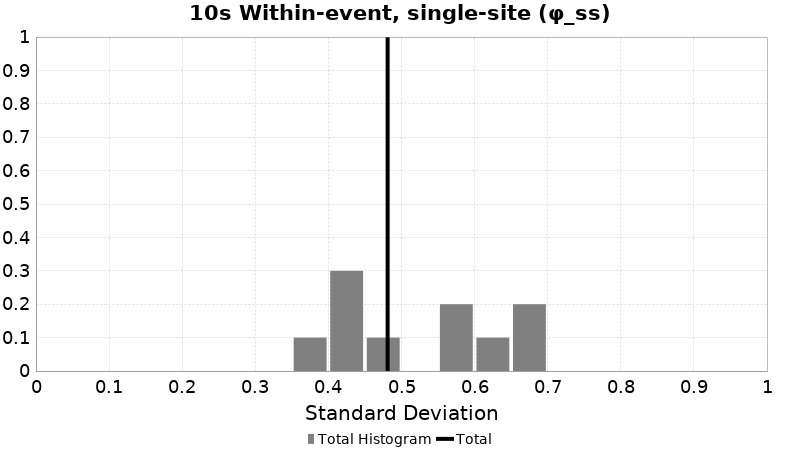 10s Within-event, single-site (φ_ss)
1
0.9
0.8
0.7
0.6
0.5
0.4
0.3
0.2
0.1
0
0 0.1 0.2 0.3 0.4 0.5 0.6 0.7 0.8 0.9 1
Standard Deviation
Total Histogram Total